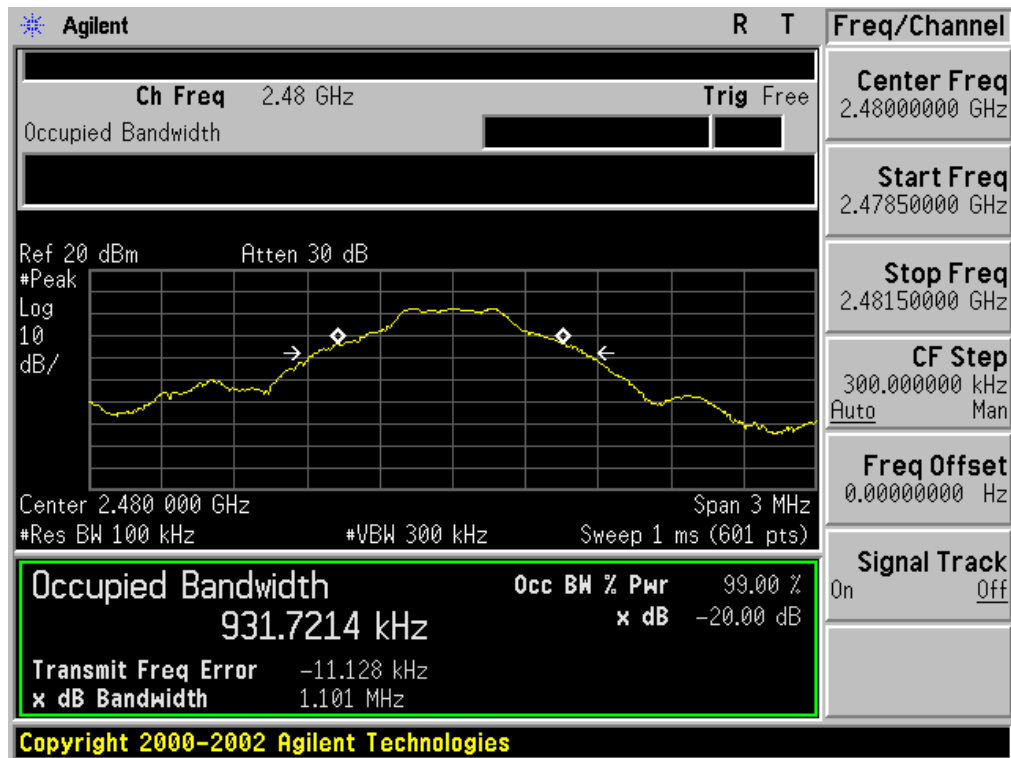 Agilent R T
Ch Freq 2.48 GHz Trig Free
Occupied Bandwidth
Ref 20 dBm Atten 30 dB
#Peak
Log
10
dB/
Center 2.480 000 GHz Span 3 MHz
#Res BW 100 kHz #VBW 300 kHz Sweep 1 ms (601 pts)
Occupied Bandwidth Occ BW % Pwr 99.00 %
931.7214 kHz x dB -20.00 dB
Transmit Freq Error -11.128 kHz
x dB Bandwidth 1.101 MHz
Copyright 2000-2002 Agilent Technologies
Freq/Channel
Center Freq
2.48000000 GHz
Start Freq
2.47850000 GHz
Stop Freq
2.48150000 GHz
CF Step
300.000000 kHz
Auto Man
Freq Offset
0.00000000 Hz
Signal Track
On Off